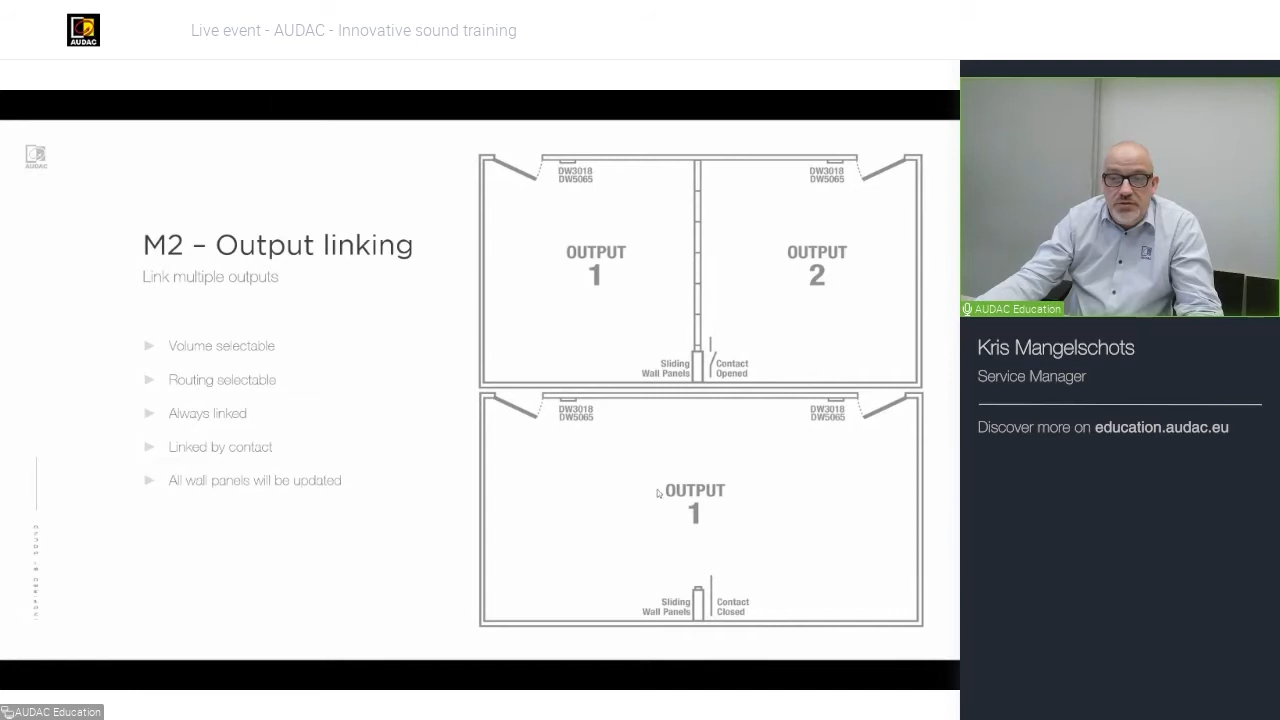 AUDAC
Live event - AUDAC - Innovative sound training
AUDAC
M2 – Output linking
Link multiple outputs
Volume selectable
Routing selectable
Always linked
Linked by contact
All wall panels will be updated
DW3018
DW5065
DW3018
DW5065
OUTPUT
1
OUTPUT
2
Sliding
Wall Panels
Contact
Opened
DW3018
DW5065
DW3018
DW5065
OUTPUT
1
Sliding
Wall Panels
Contact
Closed
AUDAC Education
Kris Mangelschots
Service Manager
Discover more on education.audac.eu
AUDAC Education